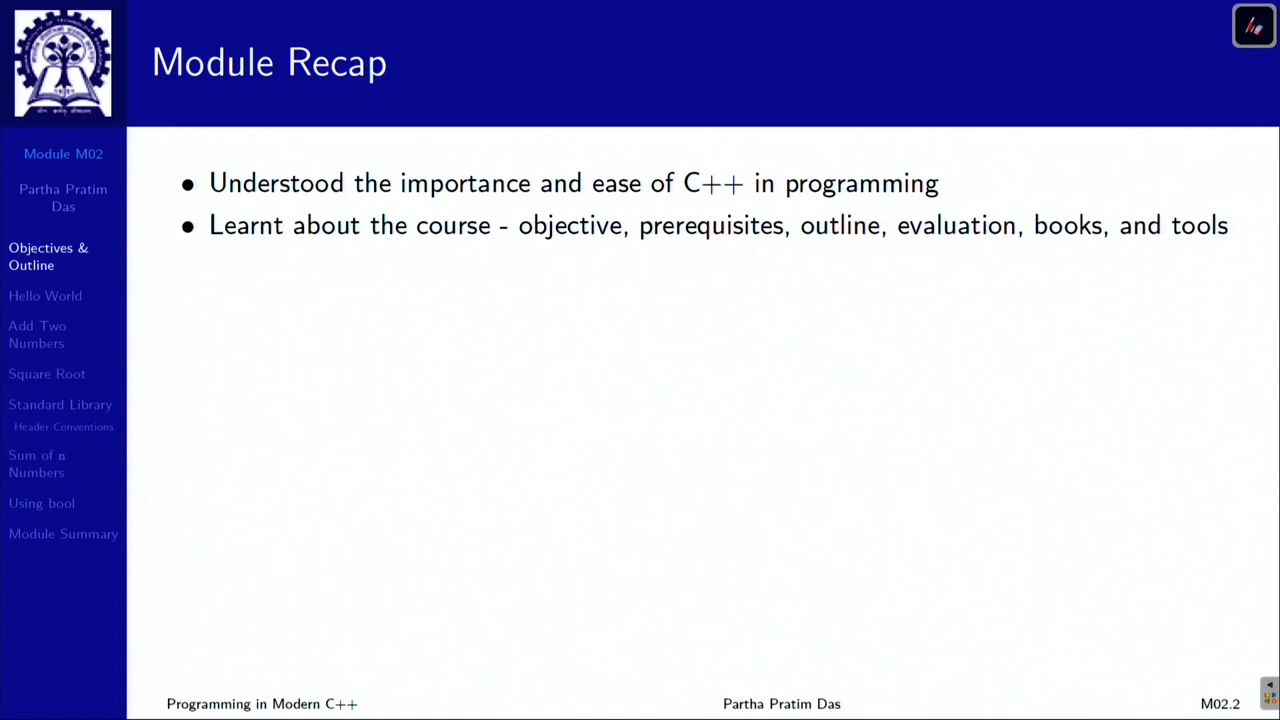 Module Recap
Module M02
Partha Pratim
Das
Objectives &
Outline
Hello World
Add Two
Numbers
Square Root
Standard Library
Header Conventions
Sum of n
Numbers
Using bool
Module Summary
• Understood the importance and ease of C++ in programming
• Learnt about the course - objective, prerequisites, outline, evaluation, books, and tools
Programming in Modern C++
Partha Pratim Das
M02.2